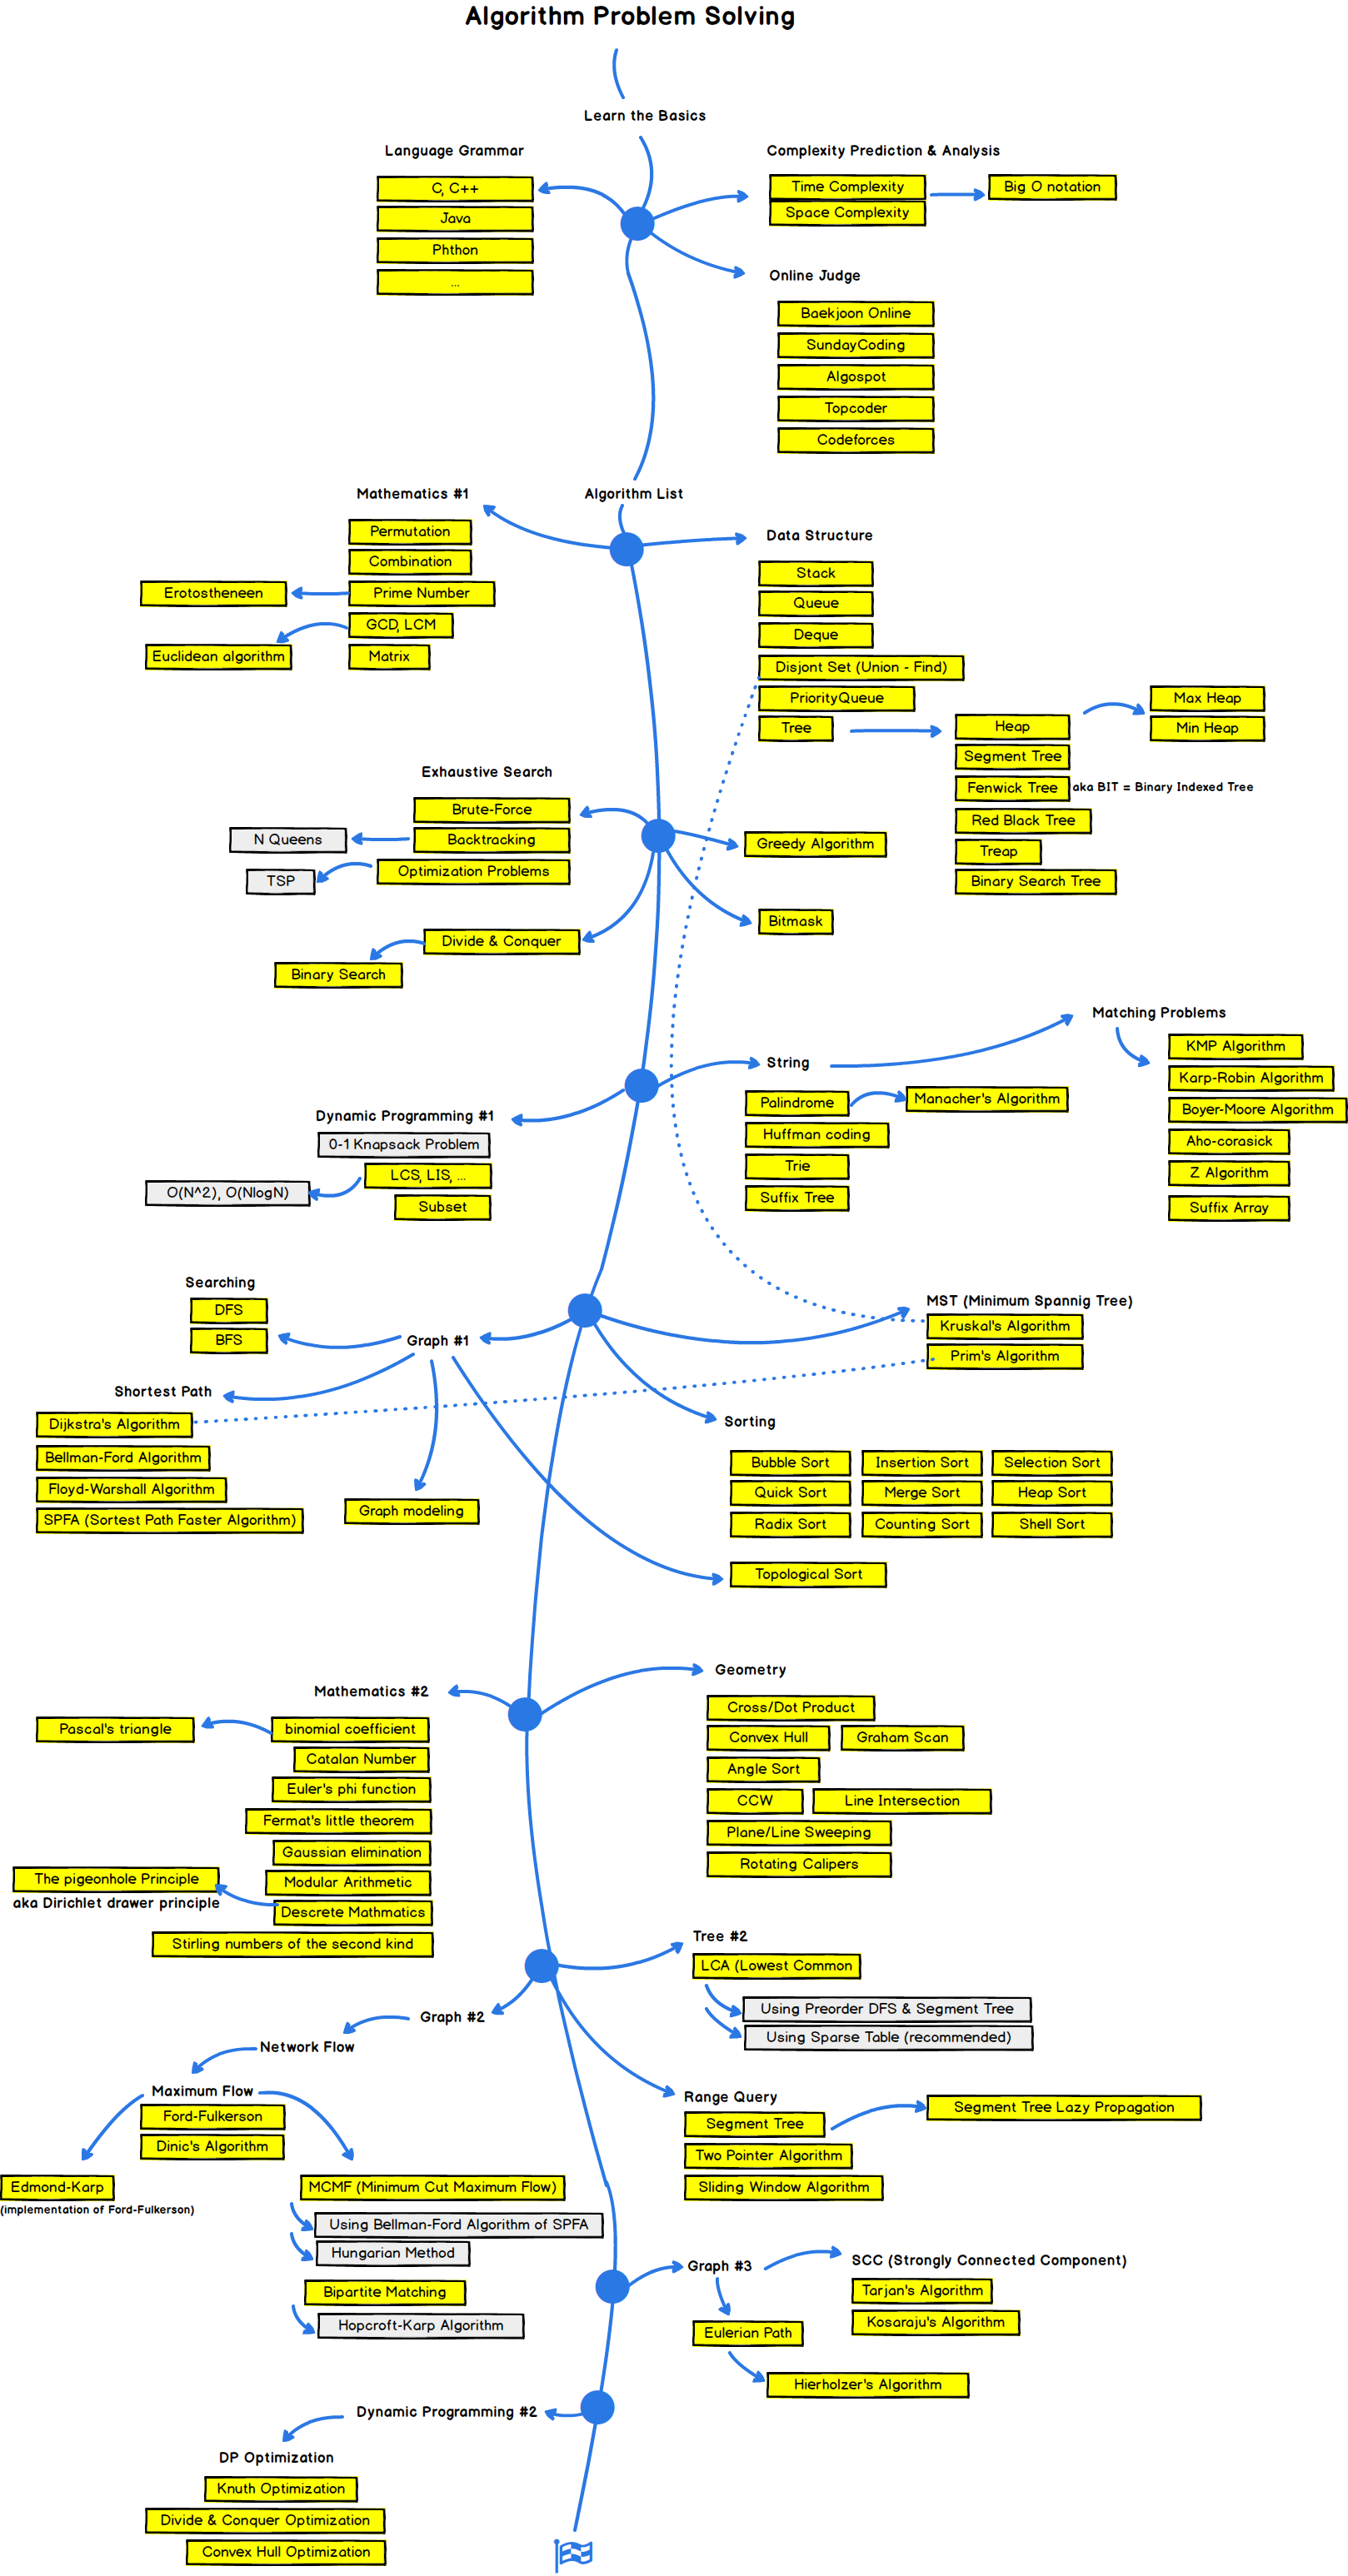 Algorithm Problem Solving
Learn the Basics
Language Grammar
C, C++
Java
Phthon
...
Complexity Prediction & Analysis
Time Complexity
Big O notation
Space Complexity
Online Judge
Baekjoon Online
SundayCoding
Algospot
Topcoder
Codeforces
Algorithm List
Mathematics #1
Permutation
Combination
Prime Number
Erotostheneen
GCD, LCM
Euclidean algorithm
Matrix
Data Structure
Stack
Queue
Deque
Disjont Set (Union - Find)
PriorityQueue
Tree
Heap
Max Heap
Min Heap
Segment Tree
Fenwick Tree
aka BIT = Binary Indexed Tree
Red Black Tree
Treap
Binary Search Tree
Exhaustive Search
Brute-Force
Backtracking
N Queens
Optimization Problems
TSP
Divide & Conquer
Binary Search
Greedy Algorithm
Bitmask
String
Palindrome
Manacher's Algorithm
Huffman coding
Trie
Suffix Tree
Matching Problems
KMP Algorithm
Karp-Robin Algorithm
Boyer-Moore Algorithm
Aho-corasick
Z Algorithm
Suffix Array
Dynamic Programming #1
0-1 Knapsack Problem
LCS, LIS, ...
O(N^2), O(NlogN)
Subset
Searching
DFS
BFS
Graph #1
Shortest Path
Dijkstra's Algorithm
Bellman-Ford Algorithm
Floyd-Warshall Algorithm
SPFA (Sortest Path Faster Algorithm)
Graph modeling
MST (Minimum Spannig Tree)
Kruskal's Algorithm
Prim's Algorithm
Sorting
Bubble Sort
Insertion Sort
Selection Sort
Quick Sort
Merge Sort
Heap Sort
Radix Sort
Counting Sort
Shell Sort
Topological Sort
Mathematics #2
binomial coefficient
Pascal's triangle
Catalan Number
Euler's phi function
Fermat's little theorem
Gaussian elimination
Modular Arithmetic
The pigeonhole Principle
aka Dirichlet drawer principle
Descrete Mathmatics
Stirling numbers of the second kind
Geometry
Cross/Dot Product
Convex Hull
Graham Scan
Angle Sort
CCW
Line Intersection
Plane/Line Sweeping
Rotating Calipers
Tree #2
LCA (Lowest Common
Using Preorder DFS & Segment Tree
Using Sparse Table (recommended)
Graph #2
Network Flow
Maximum Flow
Ford-Fulkerson
Dinic's Algorithm
Edmond-Karp
(implementation of Ford-Fulkerson)
MCMF (Minimum Cut Maximum Flow)
Using Bellman-Ford Algorithm of SPFA
Hungarian Method
Bipartite Matching
Hopcroft-Karp Algorithm
Range Query
Segment Tree
Segment Tree Lazy Propagation
Two Pointer Algorithm
Sliding Window Algorithm
Graph #3
SCC (Strongly Connected Component)
Tarjan's Algorithm
Kosaraju's Algorithm
Eulerian Path
Hierholzer's Algorithm
Dynamic Programming #2
DP Optimization
Knuth Optimization
Divide & Conquer Optimization
Convex Hull Optimization